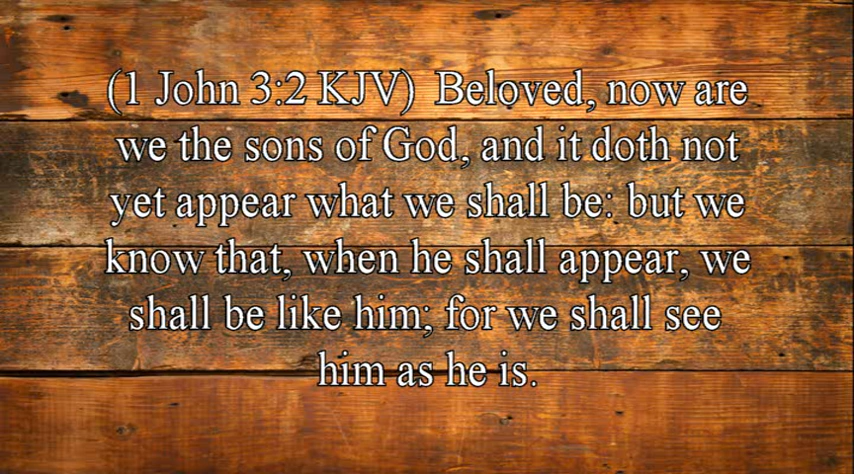 (1 John 3:2 KJV)  Beloved, now are
we the sons of God, and it doth not
yet appear what we shall be: but we
know that, when he shall appear, we
shall be like him; for we shall see
him as he is.